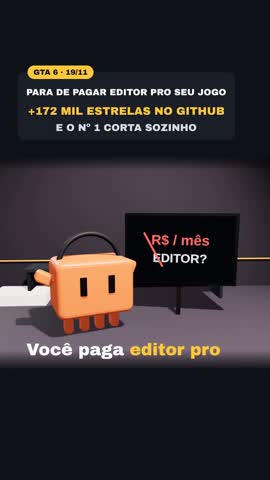 GTA 6 · 19/11
PARA DE PAGAR EDITOR PRO SEU JOGO
+172 MIL ESTRELAS NO GITHUB
E O Nº 1 CORTA SOZINHO
R$ / mês
EDITOR?
Você paga editor pro